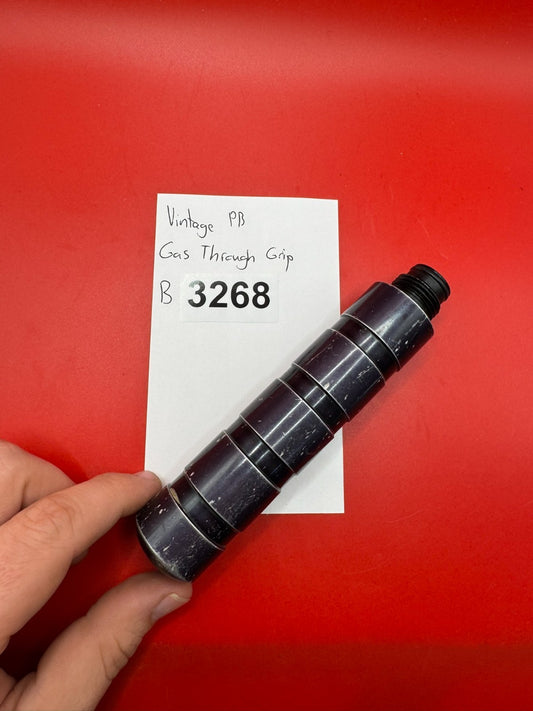 Vintage PB
Gas Through Grip
B 3268